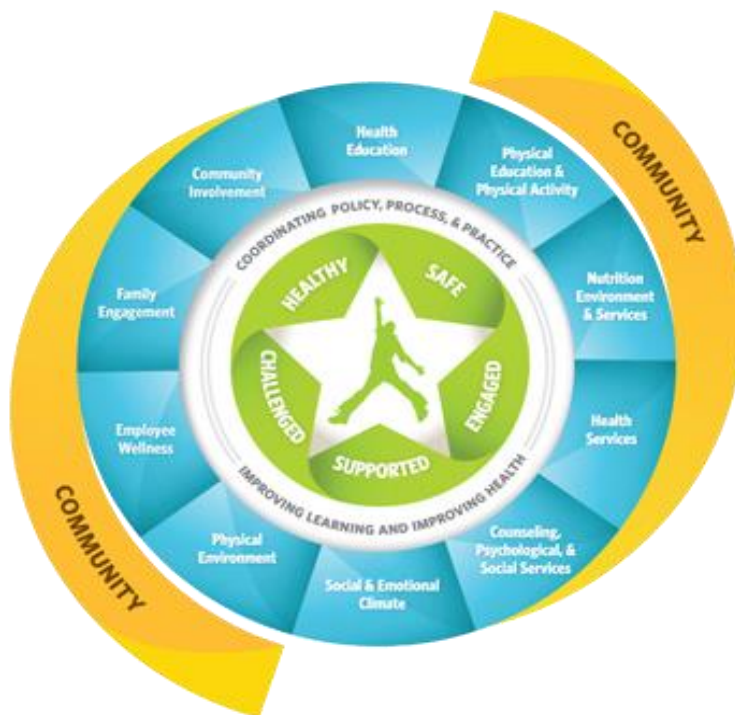 COMMUNITY
Health
Education
Physical
Education &
Physical Activity
Nutrition
Environment
& Services
Health
Services
Counseling,
Psychological, &
Social Services
Social & Emotional
Climate
Physical
Environment
Employee
Wellness
Family
Engagement
Community
Involvement
COORDINATING POLICY, PROCESS, & PRACTICE
IMPROVING LEARNING AND IMPROVING HEALTH
HEALTHY
SAFE
ENGAGED
SUPPORTED
CHALLENGED
COMMUNITY